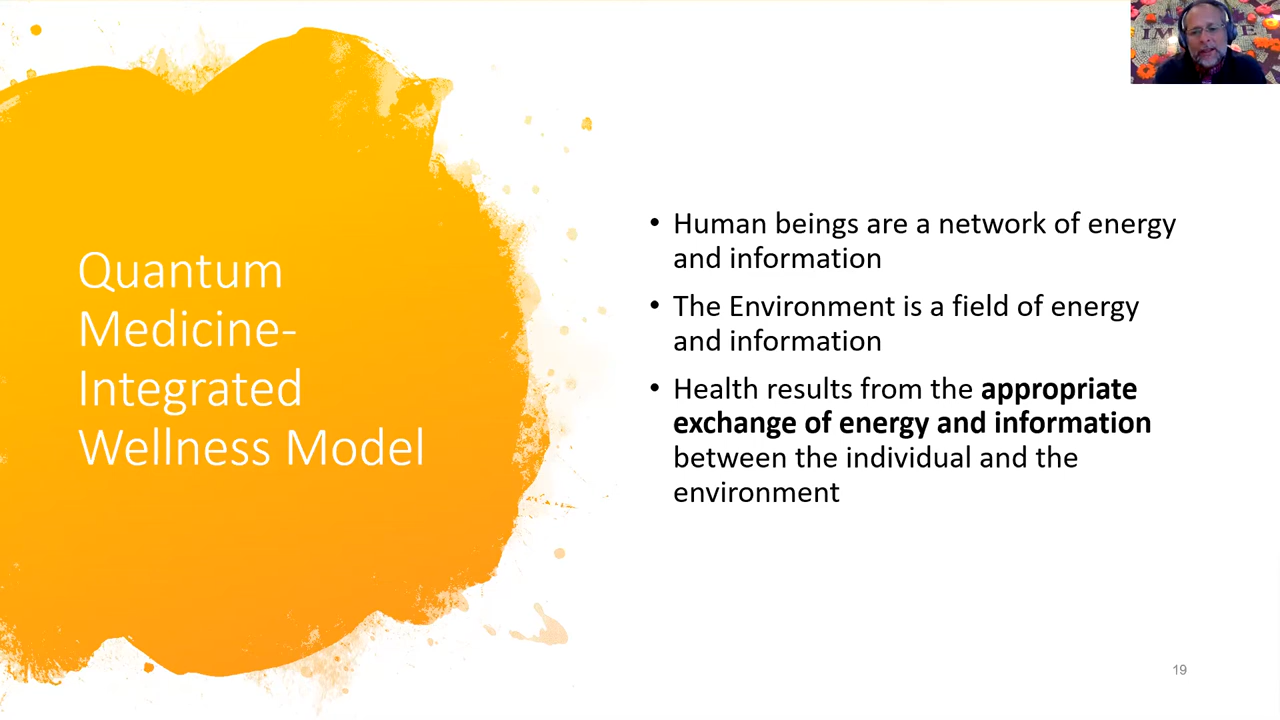 Quantum
Medicine-
Integrated
Wellness Model
• Human beings are a network of energy
and information
• The Environment is a field of energy
and information
• Health results from the appropriate
exchange of energy and information
between the individual and the
environment
19